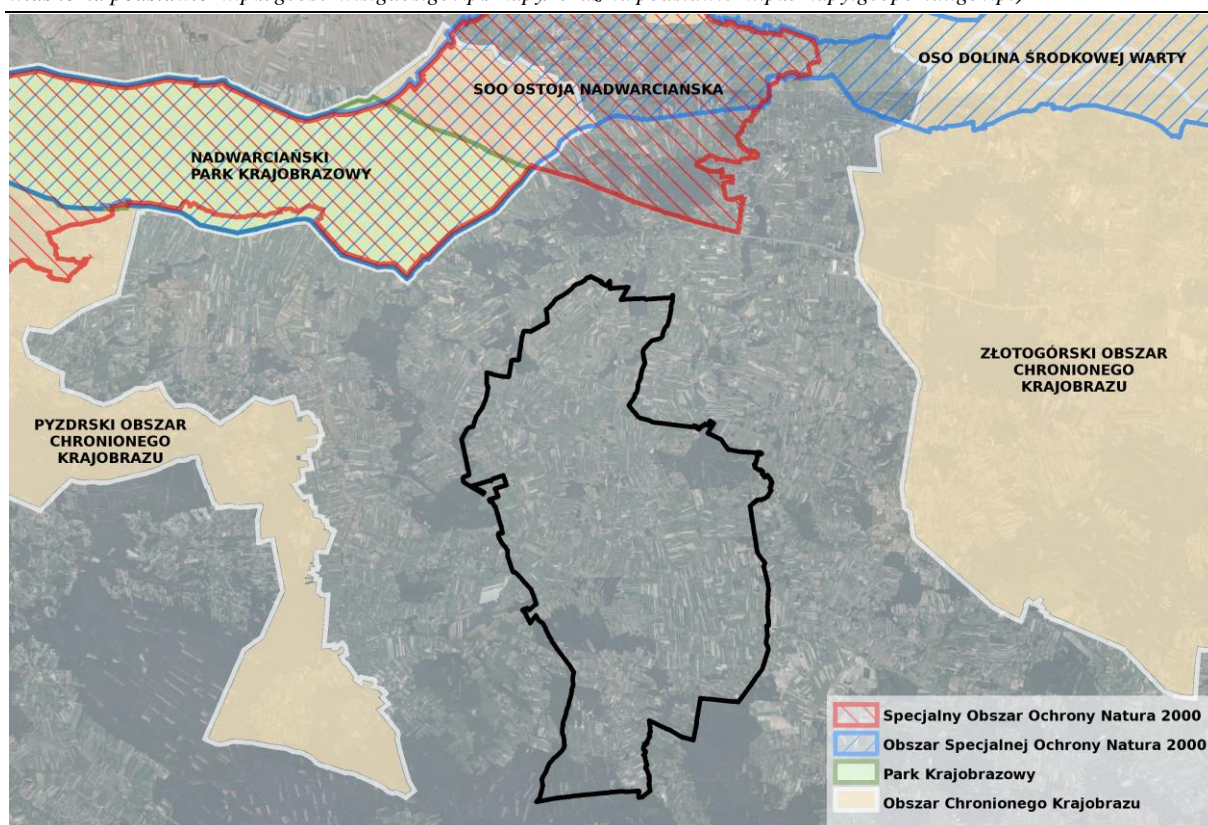 OSO DOLINA ŚRODKOWEJ WARTY
SOO OSTOJA NADWARCIAŃSKA
NADWARCIAŃSKI
PARK KRAJOBRAZOWY
ZŁOTOGÓRSKI OBSZAR
CHRONIONEGO
KRAJOBRAZU
PYZDRSKI OBSZAR
CHRONIONEGO
KRAJOBRAZU
Specjalny Obszar Ochrony Natura 2000
Obszar Specjalnej Ochrony Natura 2000
Park Krajobrazowy
Obszar Chronionego Krajobrazu